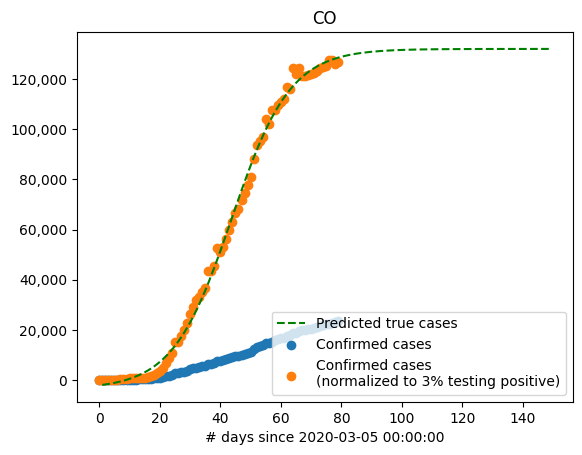 CO
120,000
100,000
80,000
60,000
40,000
20,000
0
Predicted true cases
Confirmed cases
Confirmed cases
(normalized to 3% testing positive)
0 20 40 60 80 100 120 140
# days since 2020-03-05 00:00:00